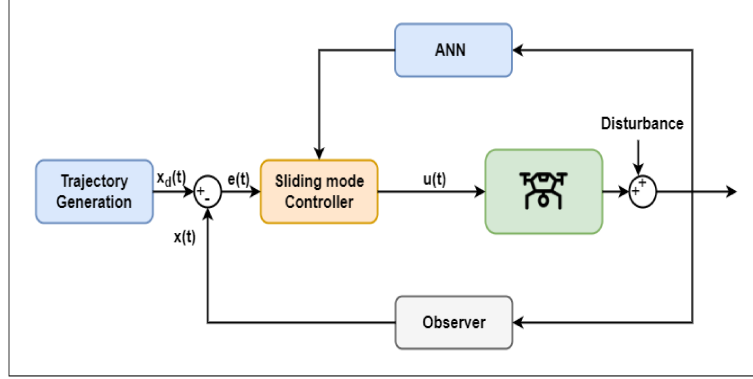 ANN
Disturbance
Trajectory
Generation
x_d(t)
+
-
e(t)
Sliding mode
Controller
u(t)
+
+
x(t)
Observer